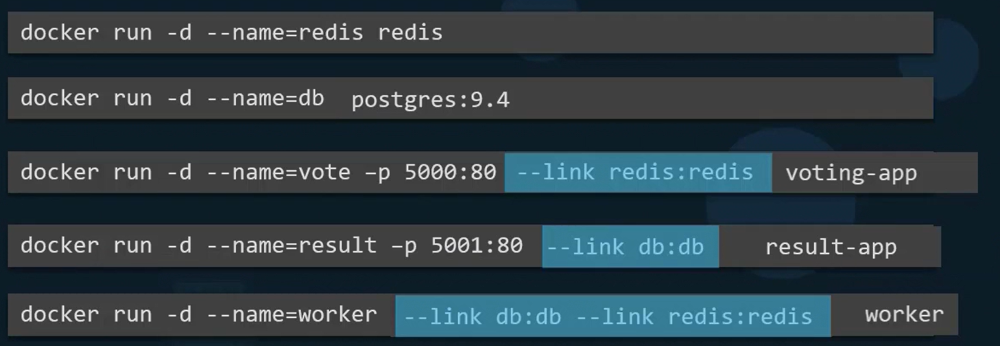 docker run -d --name=redis redis
docker run -d --name=db postgres:9.4
docker run -d --name=vote –p 5000:80 --link redis:redis voting-app
docker run -d --name=result –p 5001:80 --link db:db result-app
docker run -d --name=worker --link db:db --link redis:redis worker